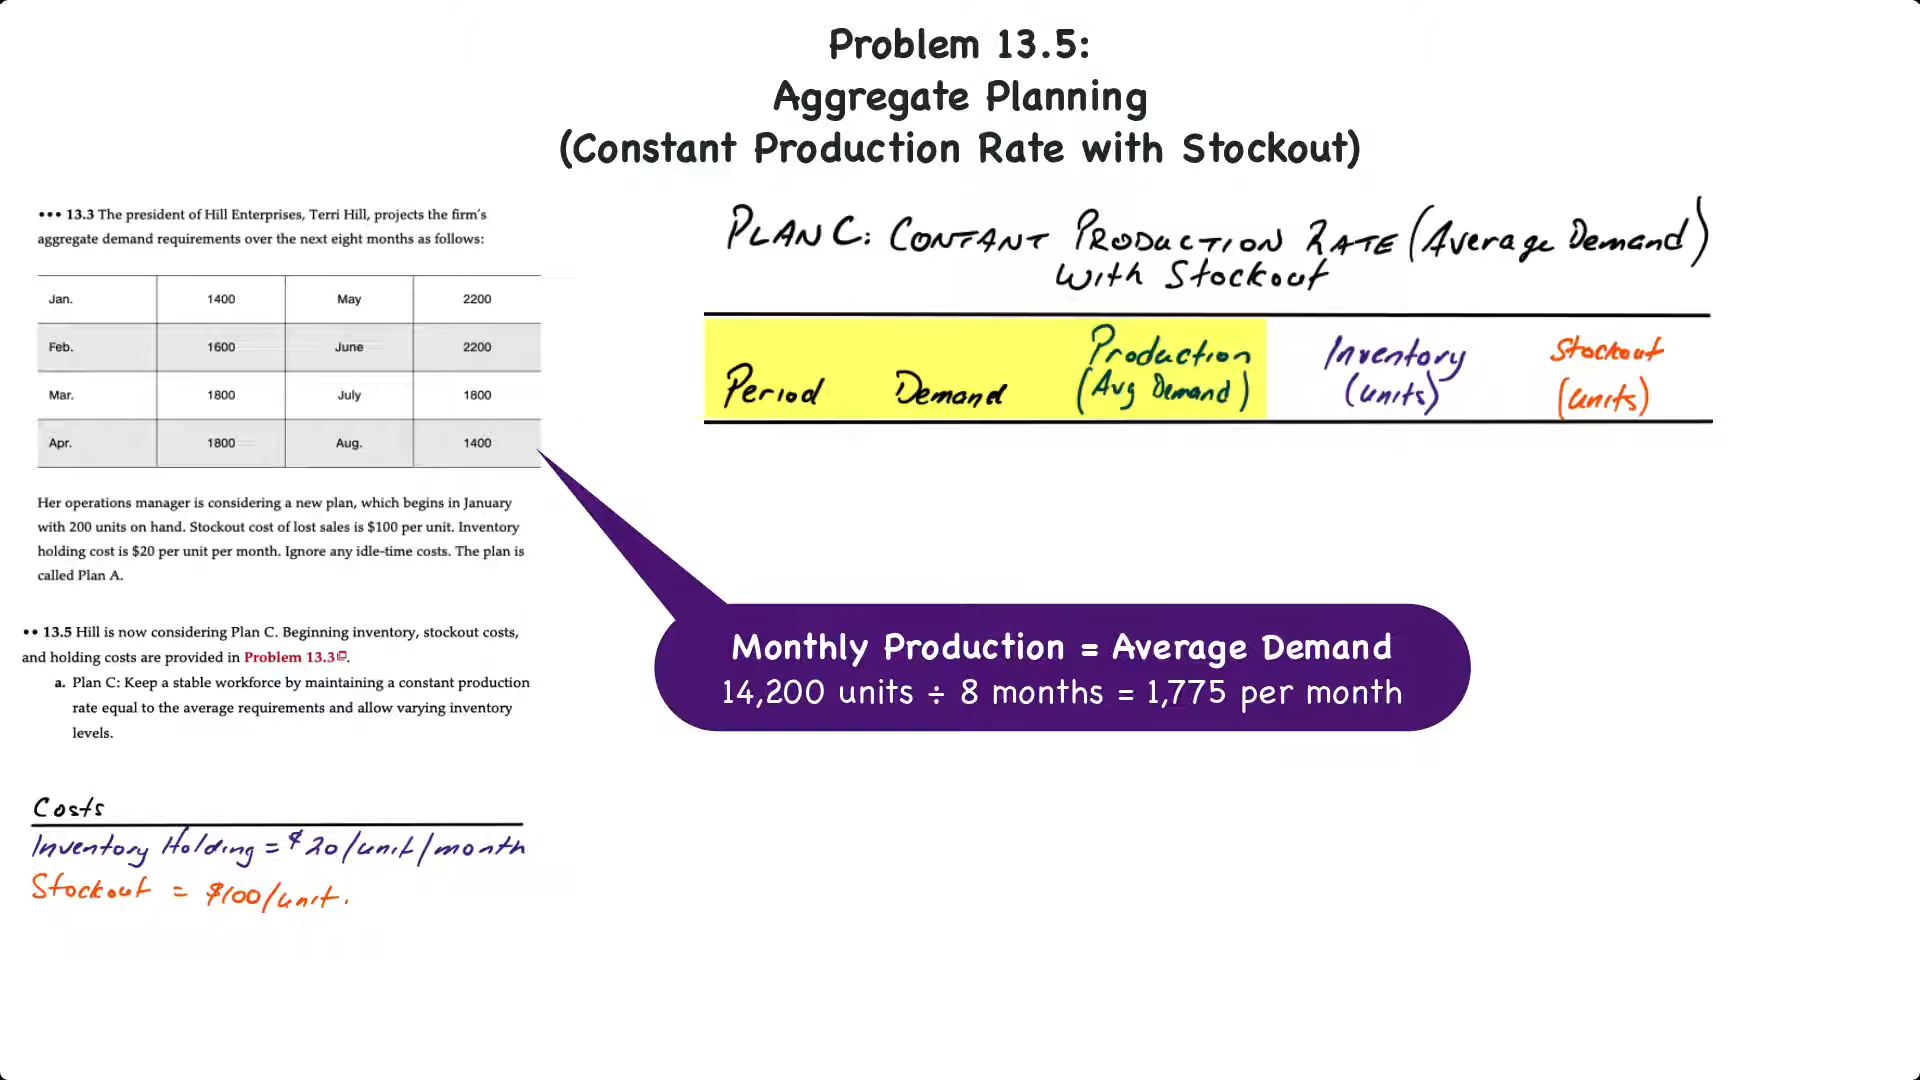 Problem 13.5:
Aggregate Planning
(Constant Production Rate with Stockout)
••• 13.3 The president of Hill Enterprises, Terri Hill, projects the firm's
aggregate demand requirements over the next eight months as follows:
Jan. 1400 May 2200
Feb. 1600 June 2200
Mar. 1800 July 1800
Apr. 1800 Aug. 1400
Her operations manager is considering a new plan, which begins in January
with 200 units on hand. Stockout cost of lost sales is $100 per unit. Inventory
holding cost is $20 per unit per month. Ignore any idle-time costs. The plan is
called Plan A.
•• 13.5 Hill is now considering Plan C. Beginning inventory, stockout costs,
and holding costs are provided in Problem 13.3.
a. Plan C: Keep a stable workforce by maintaining a constant production
rate equal to the average requirements and allow varying inventory
levels.
Costs
Inventory Holding = $20/unit/month
Stockout = $100/unit.
PLAN C: CONTANT PRODUCTION RATE (Average Demand)
With Stockout
Period Demand Production (Avg Demand) Inventory (units) Stockout (units)
Monthly Production = Average Demand
14,200 units ÷ 8 months = 1,775 per month